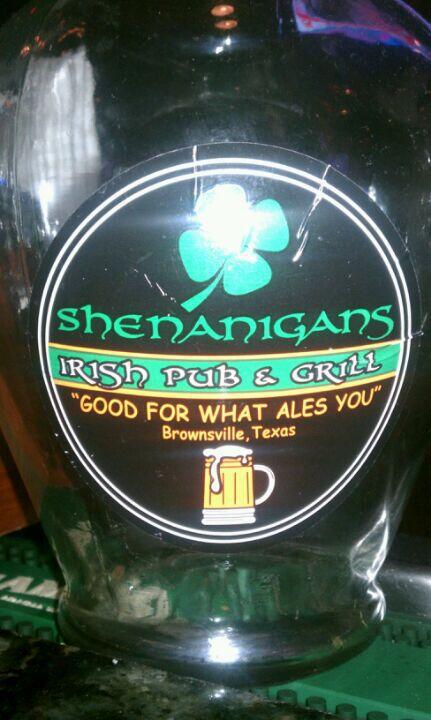 SHENANIGANS
IRISH PUB & GRILL
"GOOD FOR WHAT ALES YOU"
Brownsville, Texas